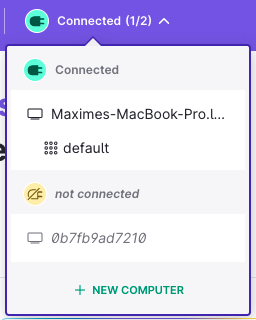 Connected (1/2)
Connected
Maximes-MacBook-Pro.l...
default
not connected
0b7fb9ad7210
+ NEW COMPUTER